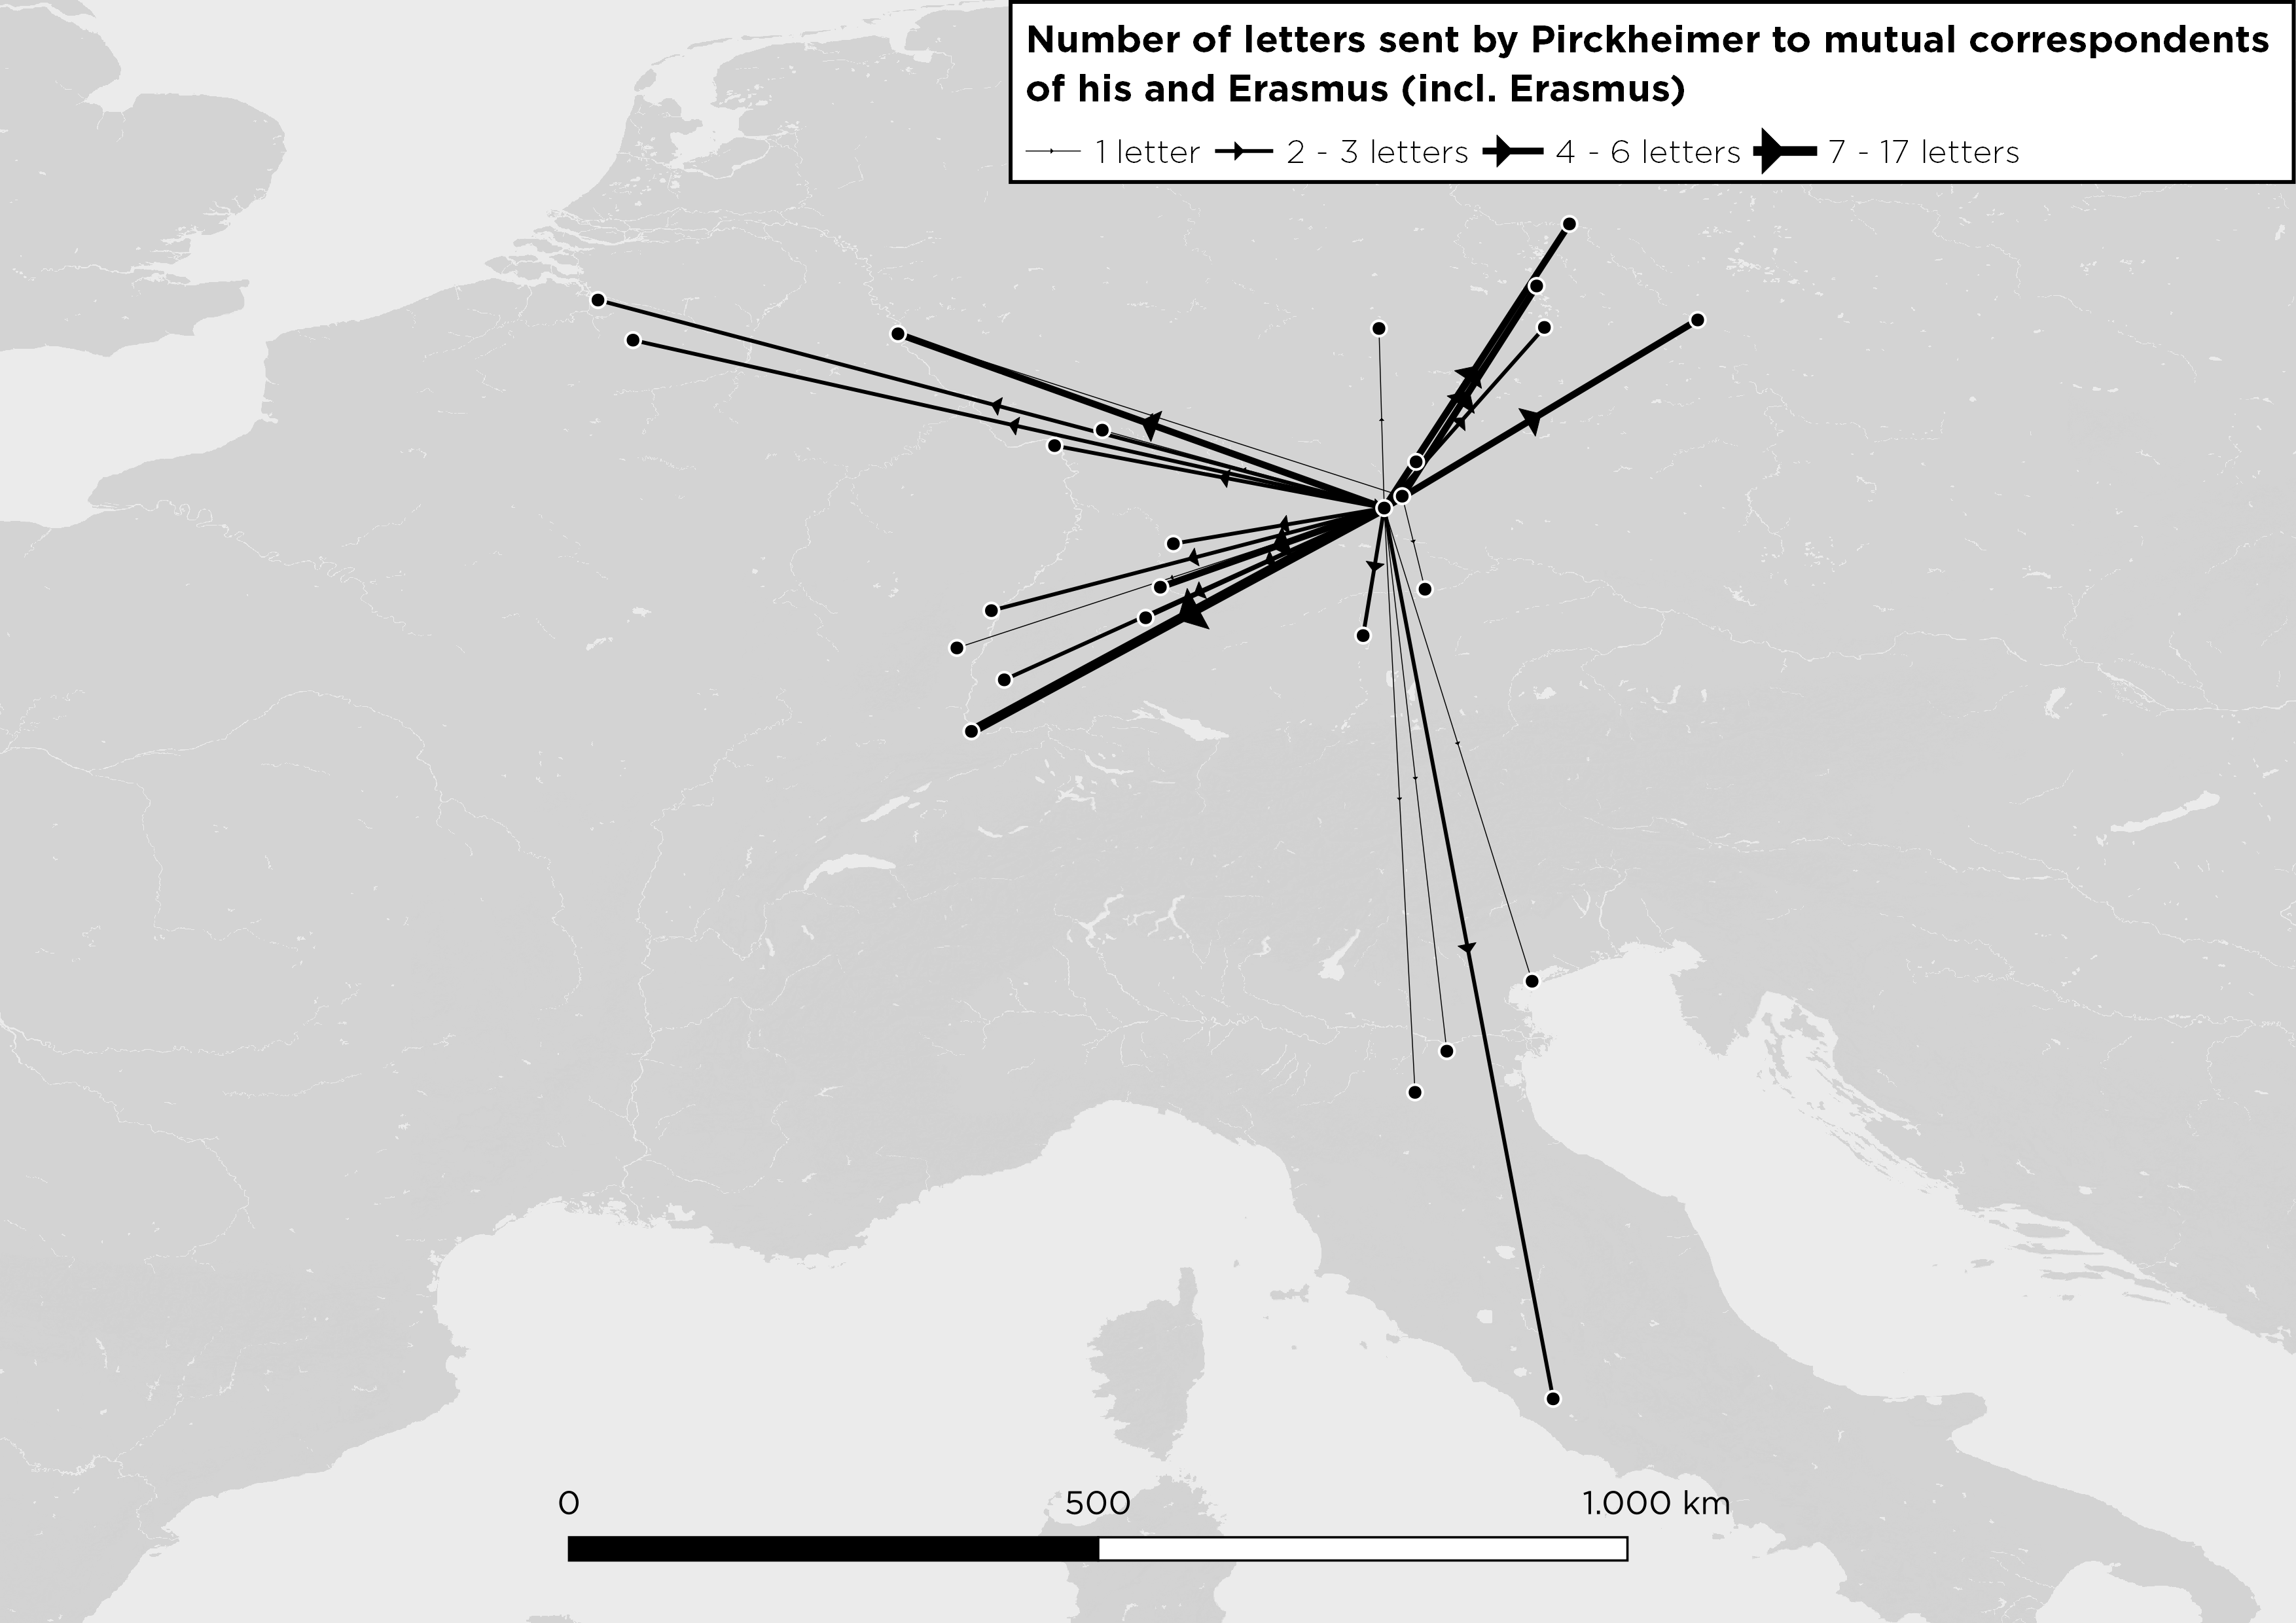 Number of letters sent by Pirckheimer to mutual correspondents
of his and Erasmus (incl. Erasmus)
1 letter 2 - 3 letters 4 - 6 letters 7 - 17 letters
0 500 1.000 km